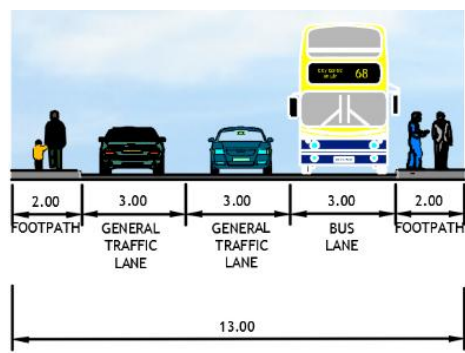 68
2.00 3.00 3.00 3.00 2.00
FOOTPATH GENERAL GENERAL BUS FOOTPATH
TRAFFIC TRAFFIC LANE
LANE LANE
13.00